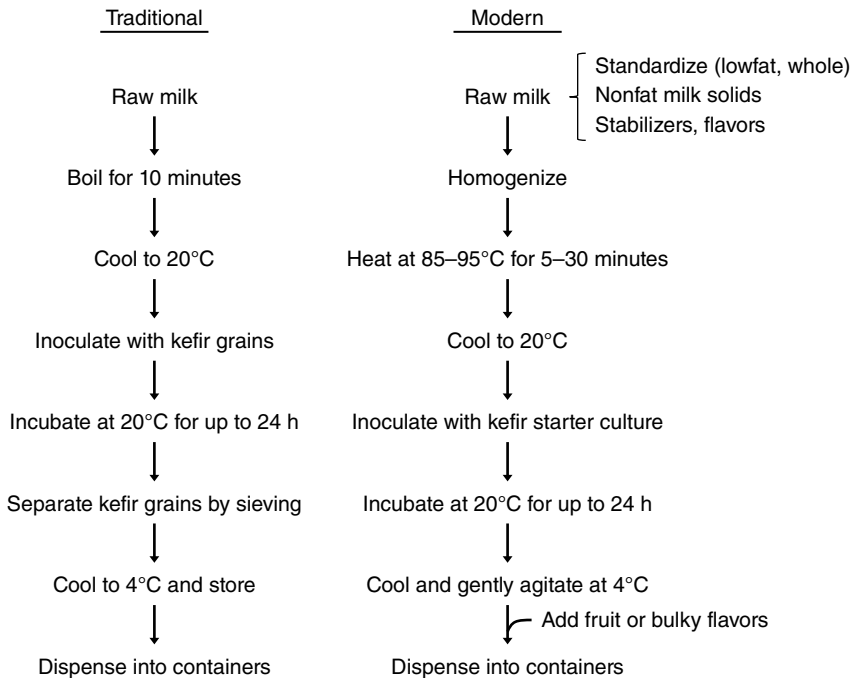 Traditional
Raw milk
Boil for 10 minutes
Cool to 20°C
Inoculate with kefir grains
Incubate at 20°C for up to 24 h
Separate kefir grains by sieving
Cool to 4°C and store
Dispense into containers
Modern
Raw milk
Standardize (lowfat, whole)
Nonfat milk solids
Stabilizers, flavors
Homogenize
Heat at 85–95°C for 5–30 minutes
Cool to 20°C
Inoculate with kefir starter culture
Incubate at 20°C for up to 24 h
Cool and gently agitate at 4°C
Add fruit or bulky flavors
Dispense into containers